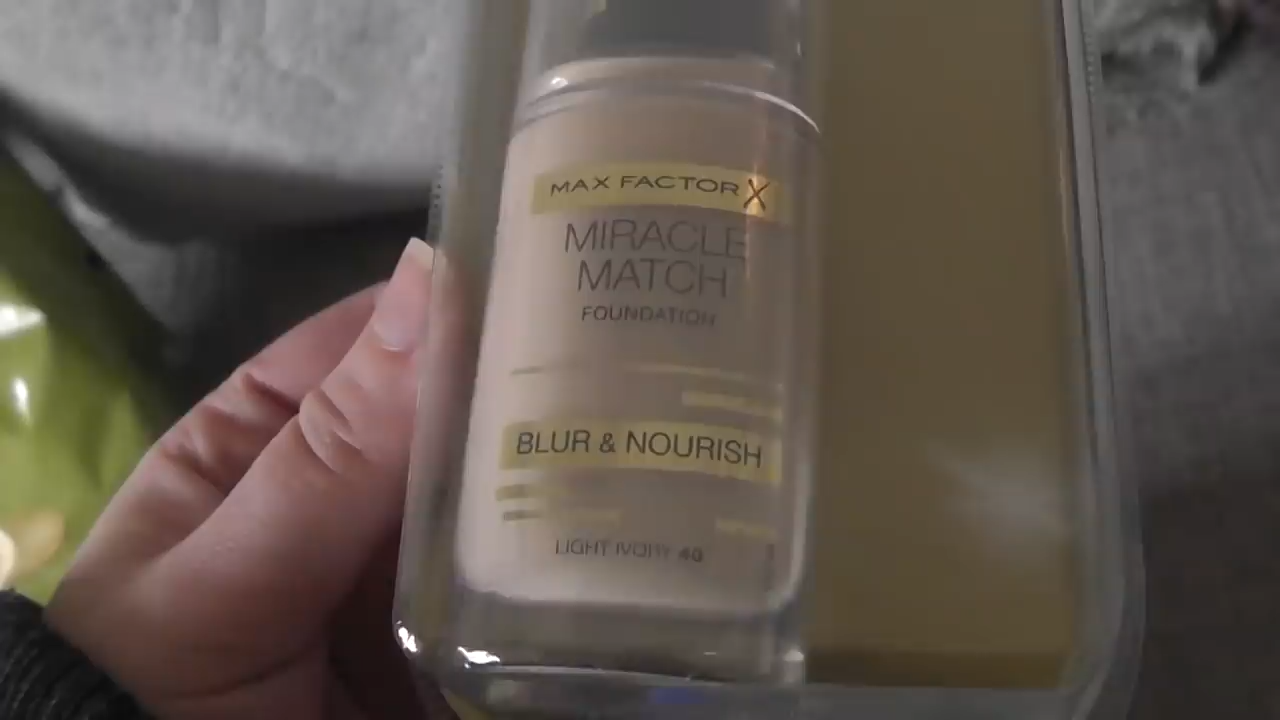 MAX FACTOR X
MIRACLE
MATCH
FOUNDATION
BLUR & NOURISH
LIGHT IVORY 40